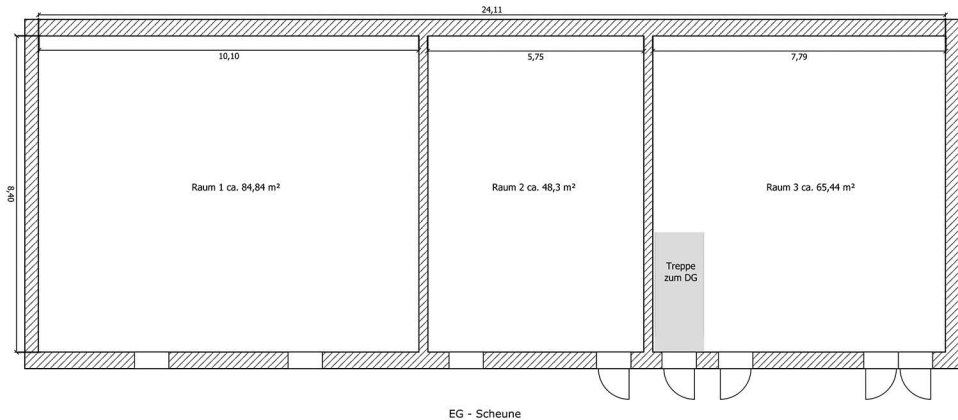 24,11
10,10
5,75
7,79
8,40
Raum 1 ca. 84,84 m²
Raum 2 ca. 48,3 m²
Raum 3 ca. 65,44 m²
Treppe
zum DG
EG - Scheune